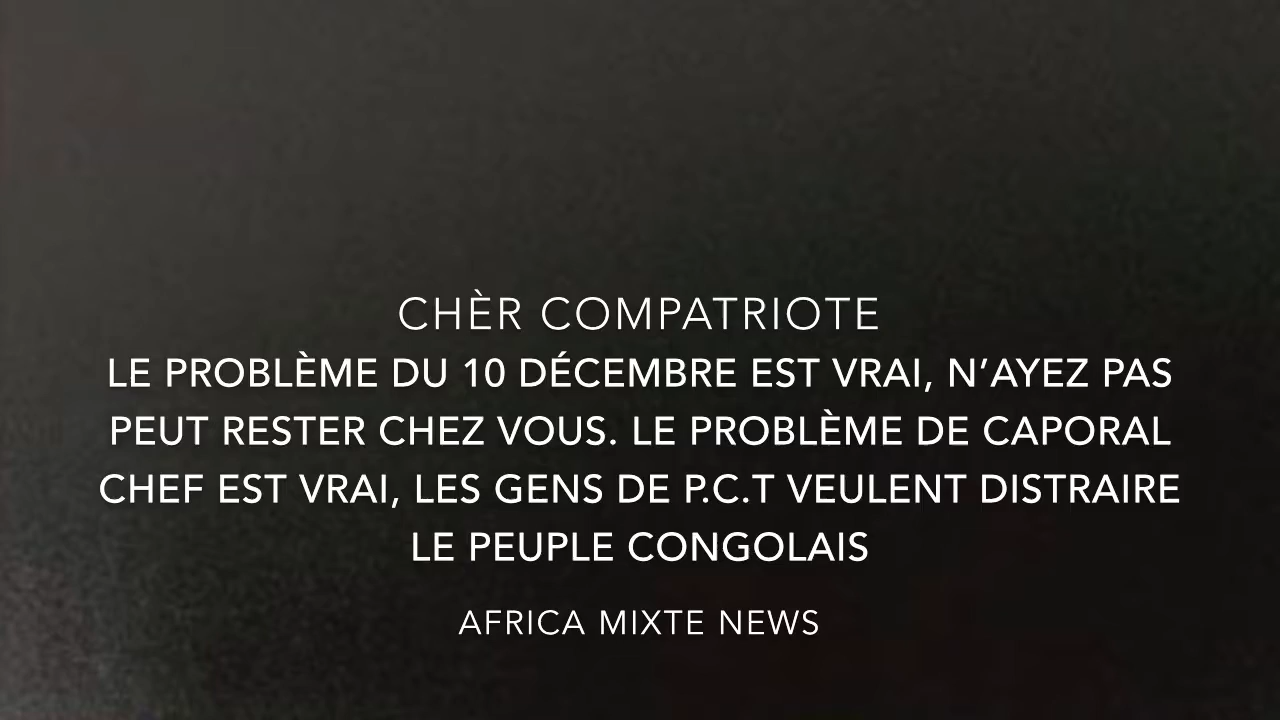 CHÈR COMPATRIOTE
LE PROBLÈME DU 10 DÉCEMBRE EST VRAI, N’AYEZ PAS
PEUT RESTER CHEZ VOUS. LE PROBLÈME DE CAPORAL
CHEF EST VRAI, LES GENS DE P.C.T VEULENT DISTRAIRE
LE PEUPLE CONGOLAIS
AFRICA MIXTE NEWS